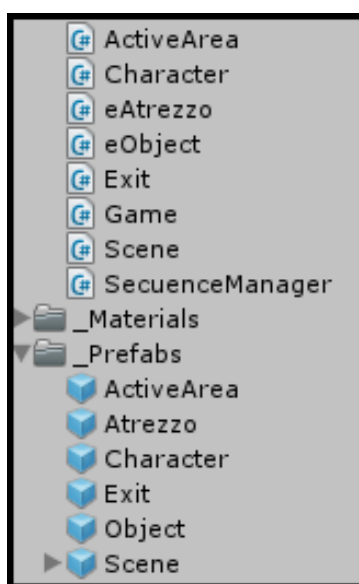 ActiveArea
Character
eAtrezzo
eObject
Exit
Game
Scene
SecuenceManager
_Materials
_Prefabs
ActiveArea
Atrezzo
Character
Exit
Object
Scene